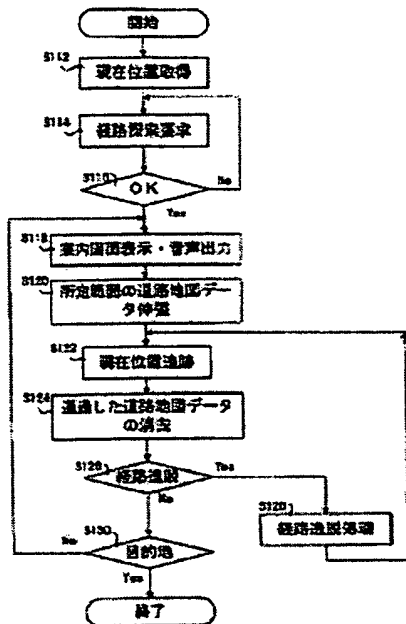 開始
S112
現在位置取得
S114
経路探索要求
S116
OK
No
Yes
S118
案内画面表示・音声出力
S120
所定範囲の道路地図デー
タ伸張
S122
現在位置追跡
S124
通過した道路地図データ
の消去
S126
経路逸脱
Yes
No
S128
経路逸脱処理
S130
目的地
No
Yes
終了